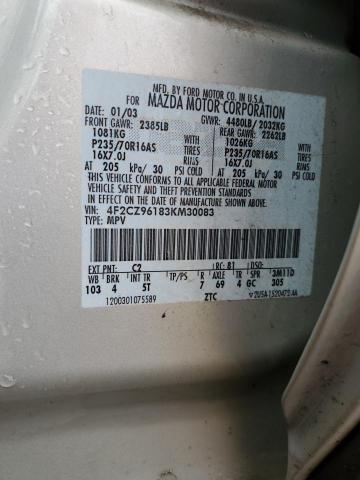 MFD. BY FORD MOTOR CO. IN U.S.A.
FOR MAZDA MOTOR CORPORATION
DATE: 01/03 GVWR: 4480LB/2032KG
FRONT GAWR: 2385LB REAR GAWR: 2262LB
1081KG 1026KG
P235/70R16AS P235/70R16AS
16X7.0J 16X7.0J
AT 205 kPa/ 30 PSI COLD AT 205 kPa/ 30 PSI COLD
THIS VEHICLE CONFORMS TO ALL APPLICABLE FEDERAL MOTOR
VEHICLE SAFETY, BUMPER, AND THEFT PREVENTION STANDARDS
IN EFFECT ON THE DATE OF MANUFACTURE SHOWN ABOVE.
VIN: 4F2CZ96183KM30083
TYPE: MPV
EXT PNT: C2 RC: 81 DSO:
WB BRK INT TR TP/PS R AXLE TR SPR 3M11D
103 4 5T 7 69 4 GC 305
1200301075589 ZTC